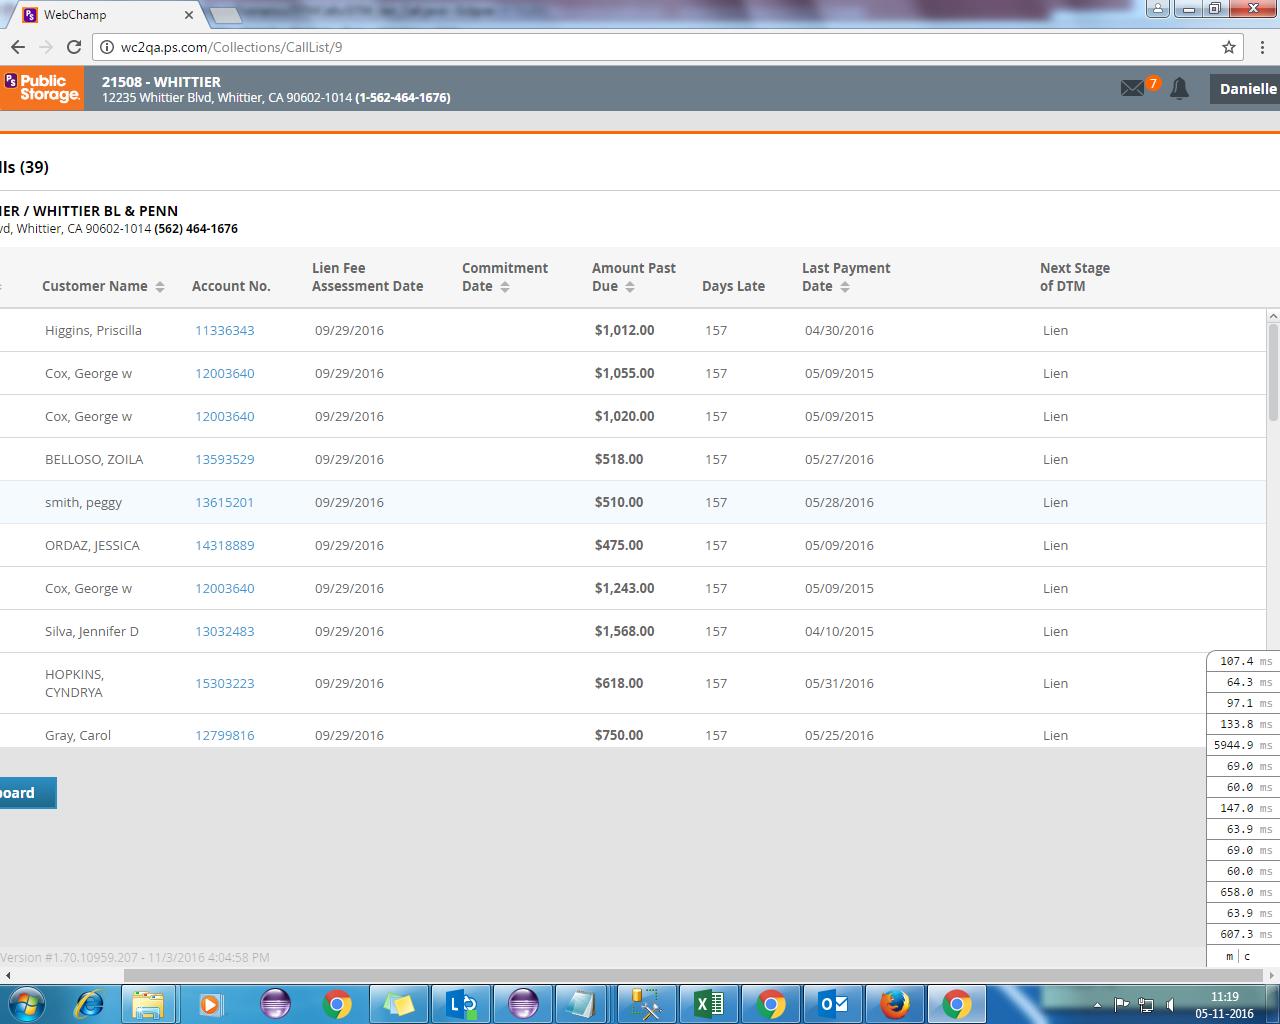 WebChamp
wc2qa.ps.com/Collections/CallList/9
Public Storage
21508 - WHITTIER
12235 Whittier Blvd, Whittier, CA 90602-1014 (1-562-464-1676)
7
Danielle
lls (39)
IER / WHITTIER BL & PENN
vd, Whittier, CA 90602-1014 (562) 464-1676
Customer Name Account No. Lien Fee Assessment Date Commitment Date Amount Past Due Days Late Last Payment Date Next Stage of DTM
Higgins, Priscilla 11336343 09/29/2016 $1,012.00 157 04/30/2016 Lien
Cox, George w 12003640 09/29/2016 $1,055.00 157 05/09/2015 Lien
Cox, George w 12003640 09/29/2016 $1,020.00 157 05/09/2015 Lien
BELLOSO, ZOILA 13593529 09/29/2016 $518.00 157 05/27/2016 Lien
smith, peggy 13615201 09/29/2016 $510.00 157 05/28/2016 Lien
ORDAZ, JESSICA 14318889 09/29/2016 $475.00 157 05/09/2016 Lien
Cox, George w 12003640 09/29/2016 $1,243.00 157 05/09/2015 Lien
Silva, Jennifer D 13032483 09/29/2016 $1,568.00 157 04/10/2015 Lien
HOPKINS, CYNDRYA 15303223 09/29/2016 $618.00 157 05/31/2016 Lien
Gray, Carol 12799816 09/29/2016 $750.00 157 05/25/2016 Lien
107.4 ms
64.3 ms
97.1 ms
133.8 ms
5944.9 ms
69.0 ms
60.0 ms
147.0 ms
63.9 ms
69.0 ms
60.0 ms
658.0 ms
63.9 ms
607.3 ms
m | c
board
Version #1.70.10959.207 - 11/3/2016 4:04:58 PM
11:19
05-11-2016